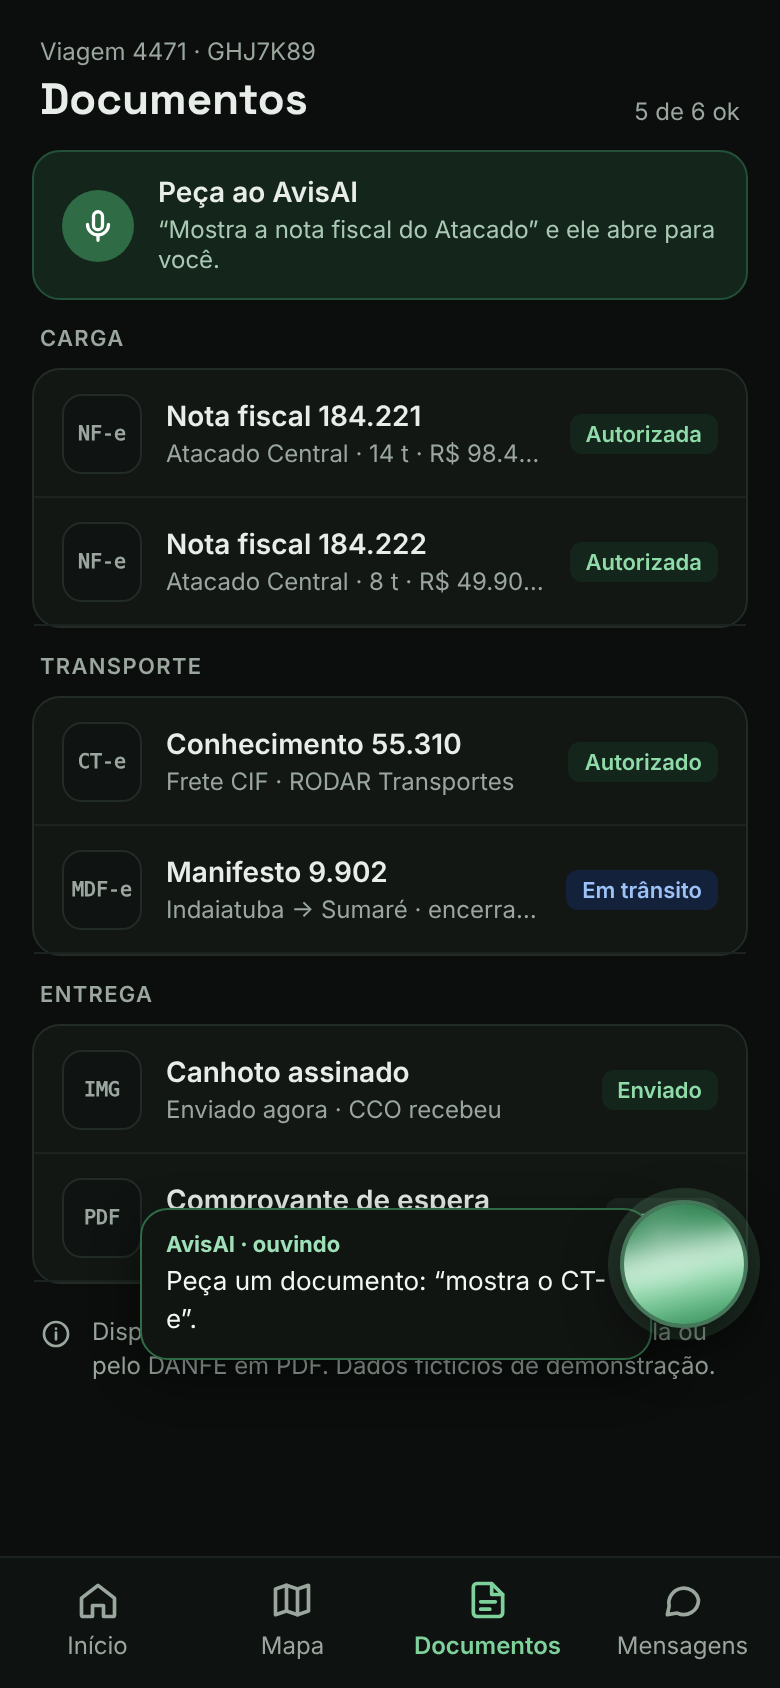 Viagem 4471 · GHJ7K89
Documentos
5 de 6 ok
Peça ao AvisAI
“Mostra a nota fiscal do Atacado” e ele abre para
você.
CARGA
NF-e
Nota fiscal 184.221
Atacado Central · 14 t · R$ 98.4...
Autorizada
NF-e
Nota fiscal 184.222
Atacado Central · 8 t · R$ 49.90...
Autorizada
TRANSPORTE
CT-e
Conhecimento 55.310
Frete CIF · RODAR Transportes
Autorizado
MDF-e
Manifesto 9.902
Indaiatuba → Sumaré · encerra...
Em trânsito
ENTREGA
IMG
Canhoto assinado
Enviado agora · CCO recebeu
Enviado
PDF
Comprovante de espera
AvisAI · ouvindo
Peça um documento: “mostra o CT-
e”.
ou
pelo DANFE em PDF. Dados fictícios de demonstração.
Início
Mapa
Documentos
Mensagens